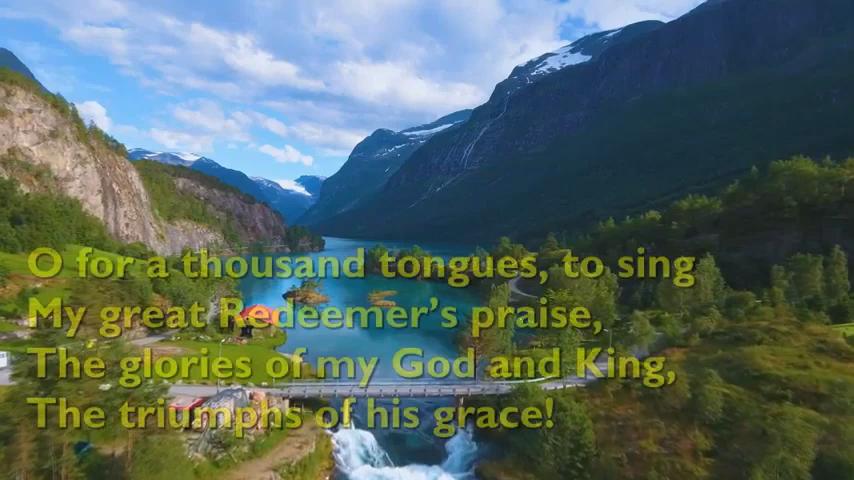 O for a thousand tongues, to sing
My great Redeemer’s praise,
The glories of my God and King,
The triumphs of his grace!